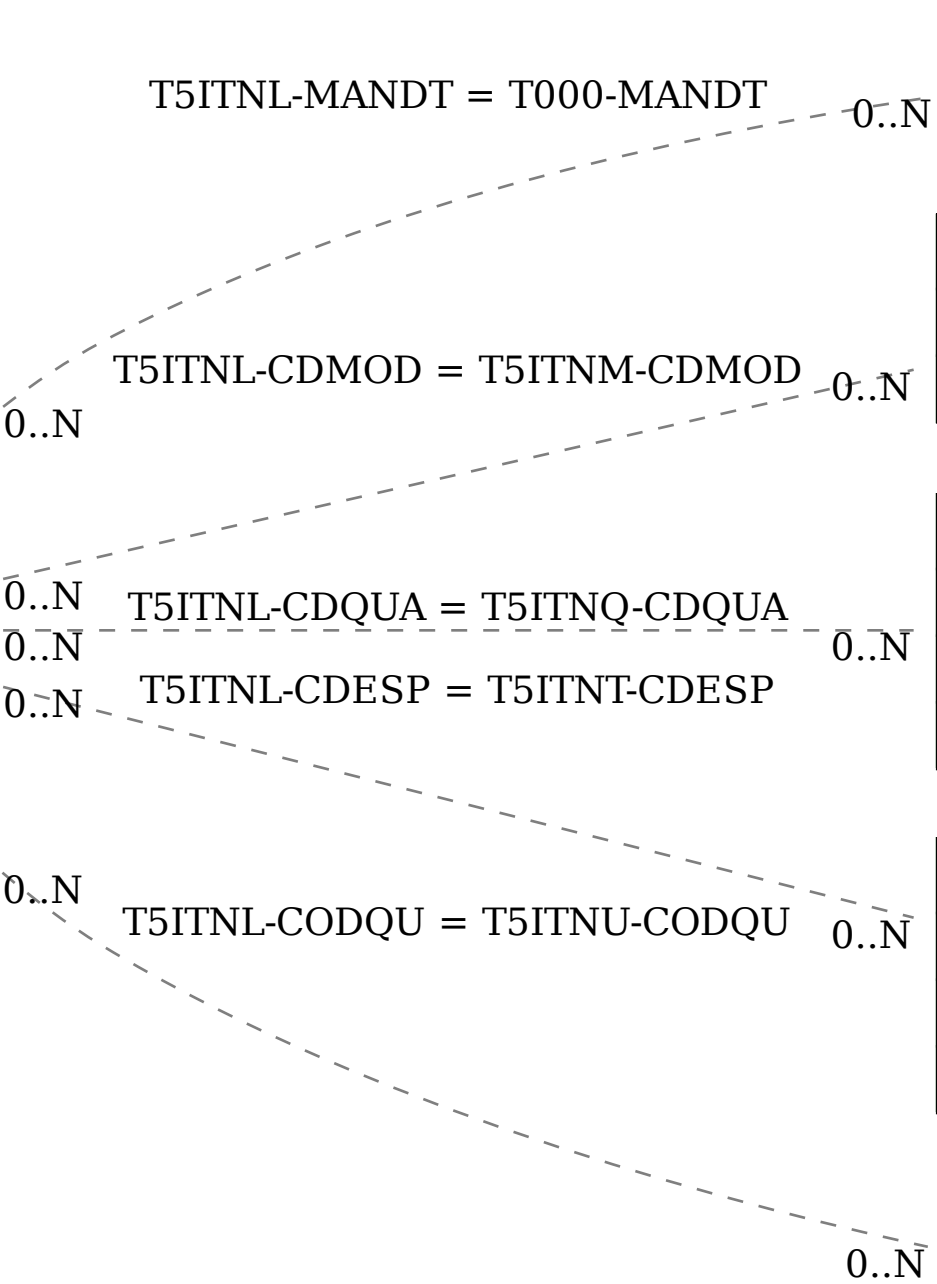 T5ITNL-MANDT = T000-MANDT
0..N
T5ITNL-CDMOD = T5ITNM-CDMOD
0..N
0..N
0..N
T5ITNL-CDQUA = T5ITNQ-CDQUA
0..N
0..N
0..N
T5ITNL-CDESP = T5ITNT-CDESP
0..N
T5ITNL-CODQU = T5ITNU-CODQU
0..N
0..N